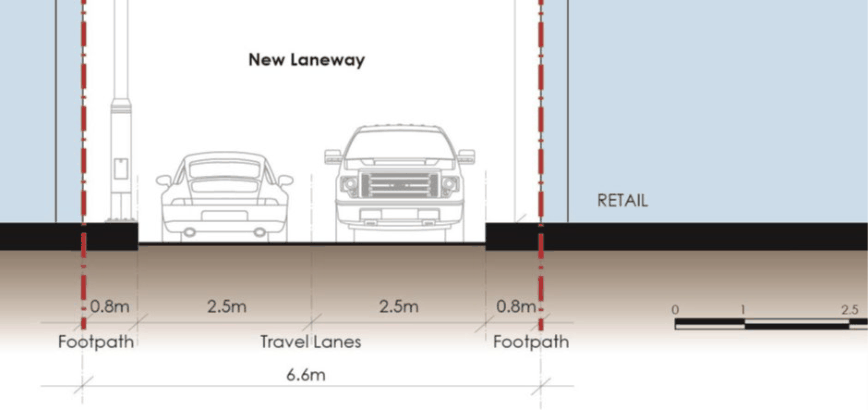 New Laneway
RETAIL
0.8m 2.5m 2.5m 0.8m
0 1 2.5
Footpath Travel Lanes Footpath
6.6m